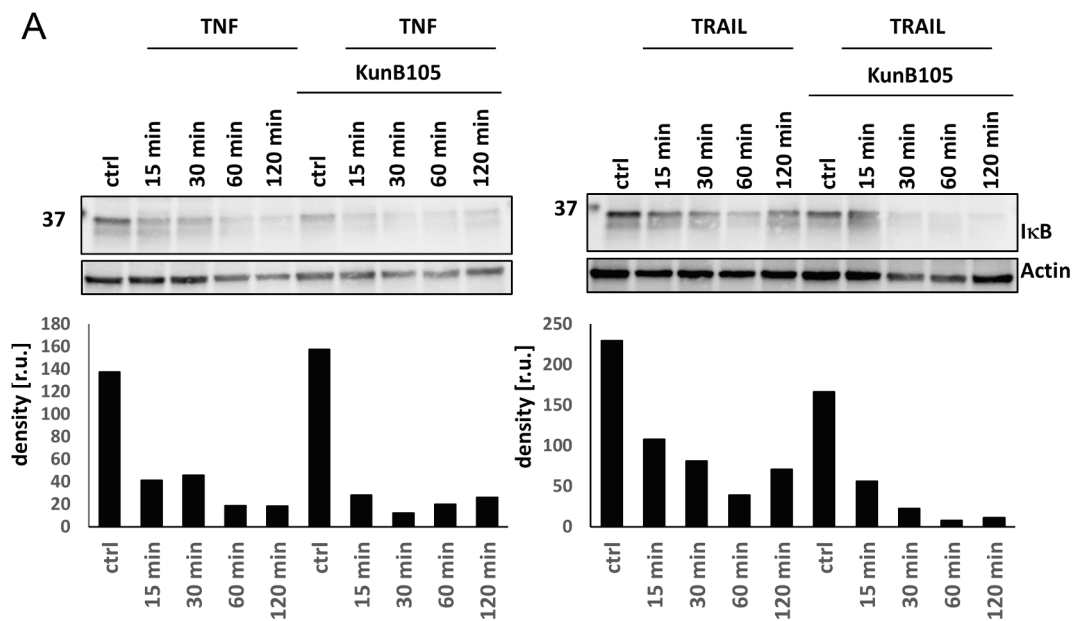 A
TNF
TNF
KunB105
TRAIL
TRAIL
KunB105
ctrl
15 min
30 min
60 min
120 min
ctrl
15 min
30 min
60 min
120 min
ctrl
15 min
30 min
60 min
120 min
ctrl
15 min
30 min
60 min
120 min
37
37
IκB
Actin
density [r.u.]
180
160
140
120
100
80
60
40
20
0
ctrl
15 min
30 min
60 min
120 min
ctrl
15 min
30 min
60 min
120 min
density [r.u.]
250
200
150
100
50
0
ctrl
15 min
30 min
60 min
120 min
ctrl
15 min
30 min
60 min
120 min